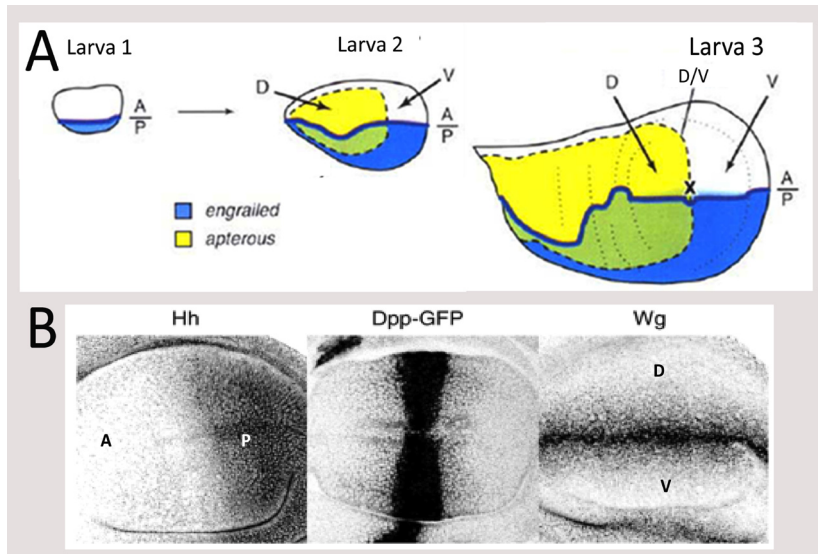 A
Larva 1
A
P
Larva 2
D
V
A
P
Larva 3
D
D/V
V
X
A
P
engrailed
apterous
B
Hh
Dpp-GFP
Wg
A
P
D
V